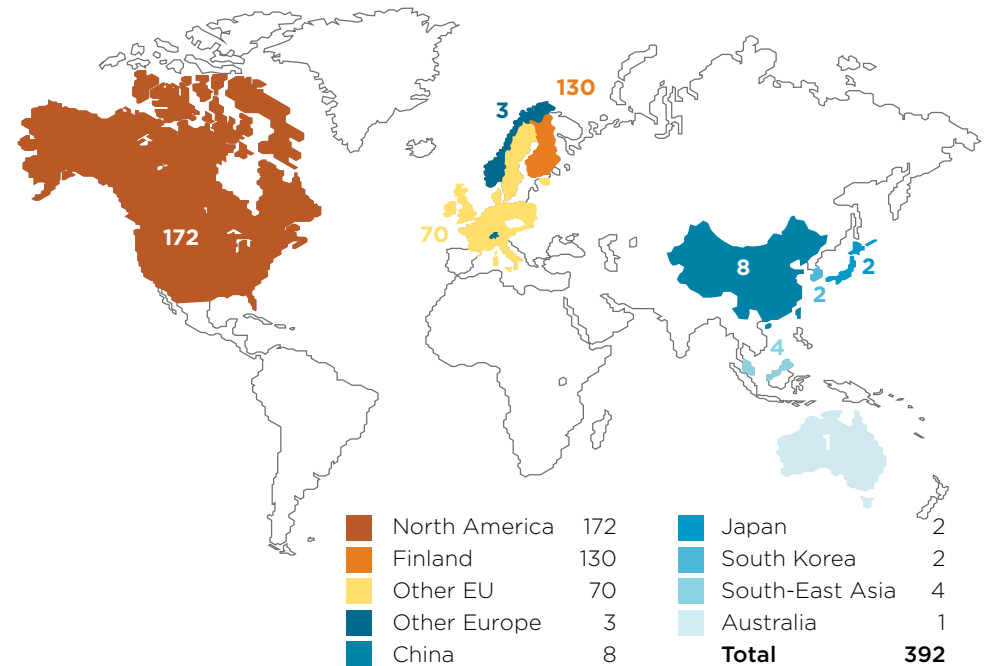 130
3
172
70
8
2
2
4
1
North America 172
Finland 130
Other EU 70
Other Europe 3
China 8
Japan 2
South Korea 2
South-East Asia 4
Australia 1
Total 392